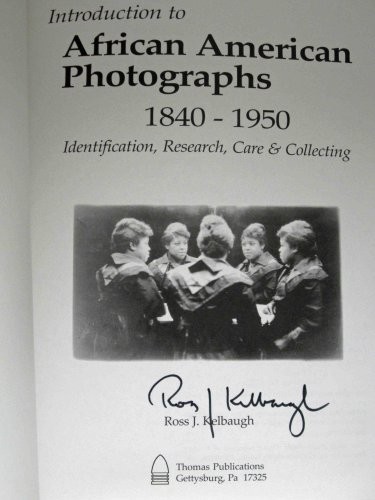 Introduction to
African American
Photographs
1840 - 1950
Identification, Research, Care & Collecting
Ross J Kelbaugh
Ross J. Kelbaugh
Thomas Publications
Gettysburg, Pa 17325